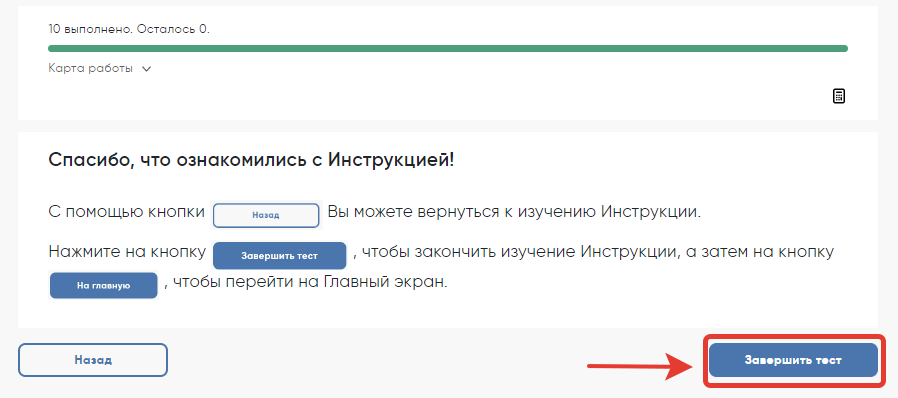 10 выполнено. Осталось 0.
Карта работы
Спасибо, что ознакомились с Инструкцией!
С помощью кнопки Назад Вы можете вернуться к изучению Инструкции.
Нажмите на кнопку Завершить тест , чтобы закончить изучение Инструкции, а затем на кнопку
На главную , чтобы перейти на Главный экран.
Назад Завершить тест